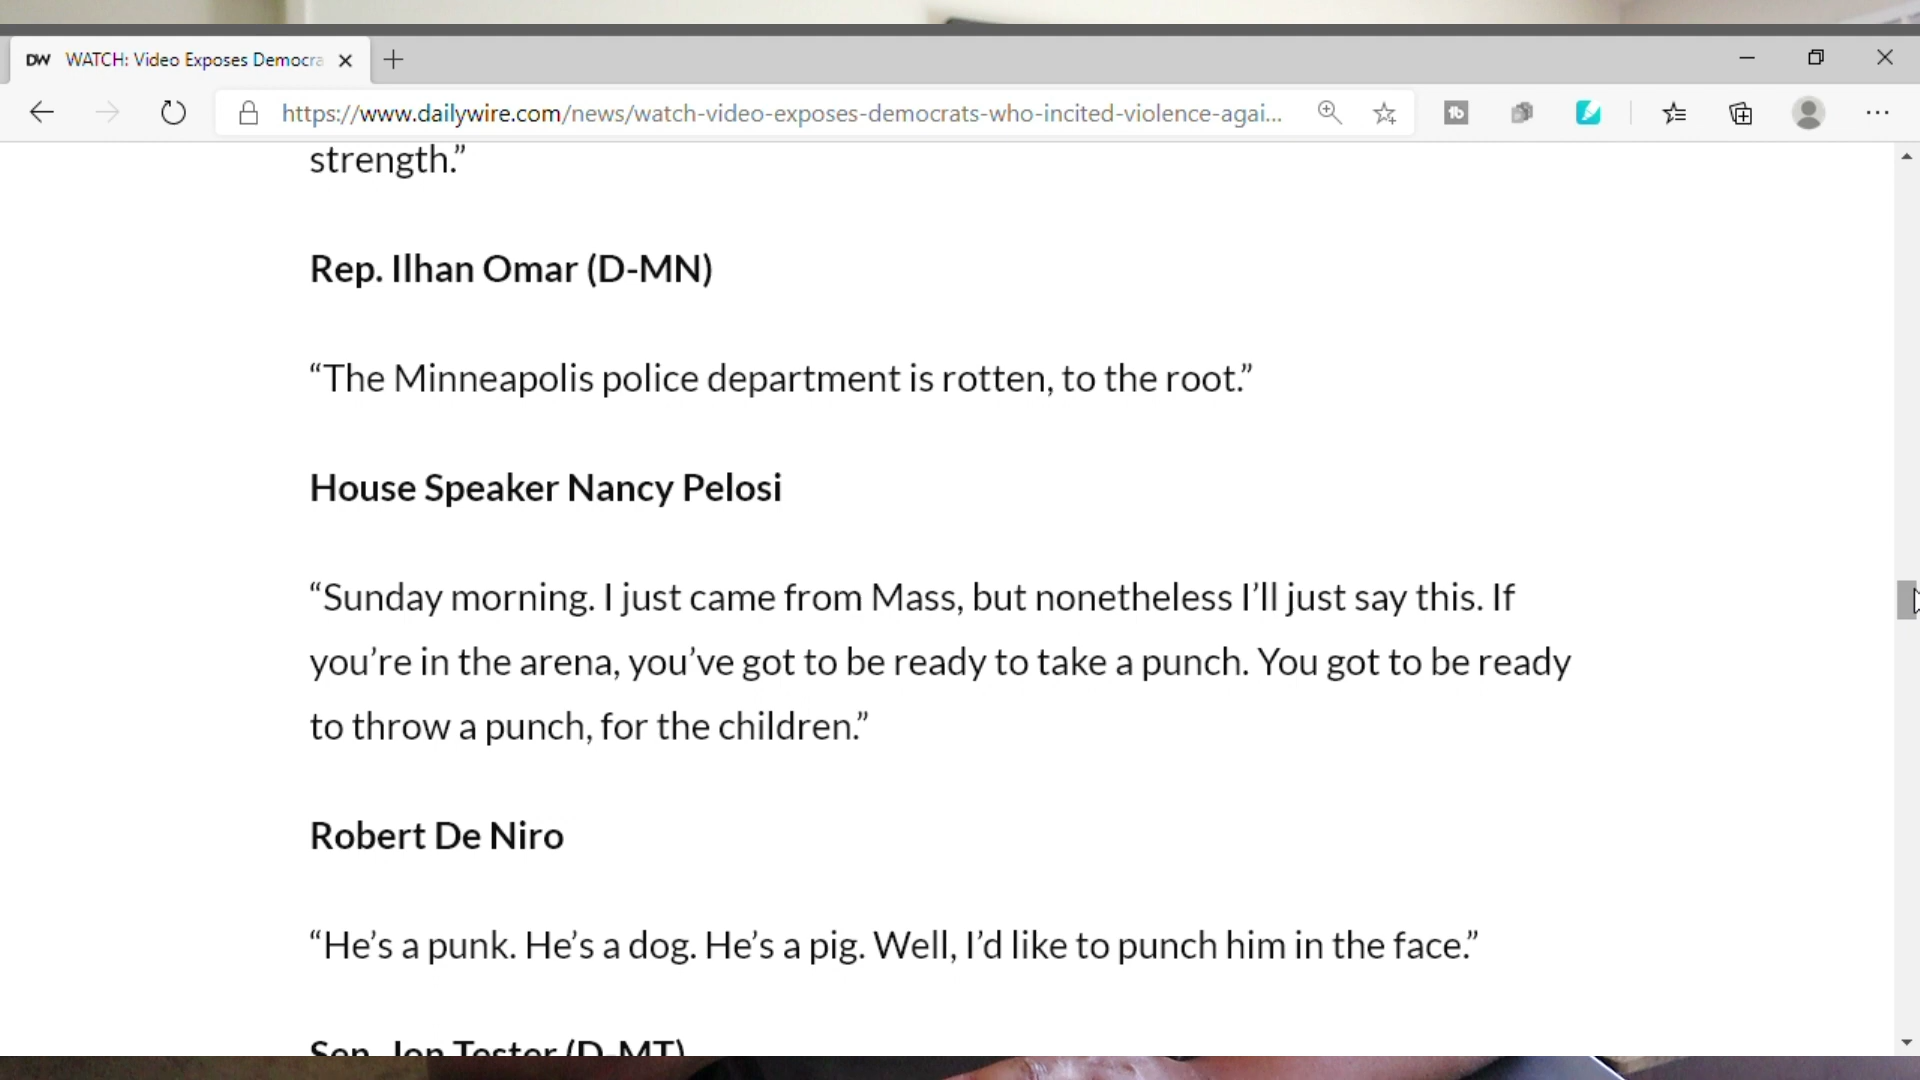 DW WATCH: Video Exposes Democra
https://www.dailywire.com/news/watch-video-exposes-democrats-who-incited-violence-agai...
strength.”
Rep. Ilhan Omar (D-MN)
“The Minneapolis police department is rotten, to the root.”
House Speaker Nancy Pelosi
“Sunday morning. I just came from Mass, but nonetheless I’ll just say this. If
you’re in the arena, you’ve got to be ready to take a punch. You got to be ready
to throw a punch, for the children.”
Robert De Niro
“He’s a punk. He’s a dog. He’s a pig. Well, I’d like to punch him in the face.”
Sen. Jon Tester (D-MT)